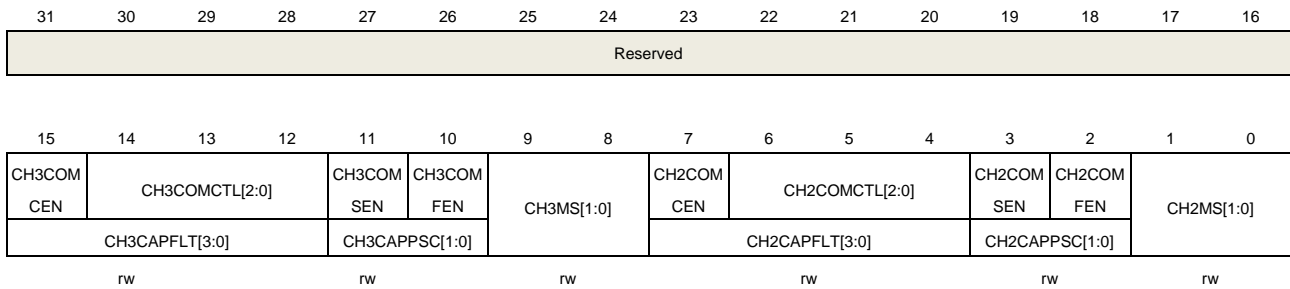 31 30 29 28 27 26 25 24 23 22 21 20 19 18 17 16
Reserved
15 14 13 12 11 10 9 8 7 6 5 4 3 2 1 0
CH3COM CEN CH3COMCTL[2:0] CH3COM SEN CH3COM FEN CH3MS[1:0] CH2COM CEN CH2COMCTL[2:0] CH2COM SEN CH2COM FEN CH2MS[1:0]
CH3CAPFLT[3:0] CH3CAPPSC[1:0] CH2CAPFLT[3:0] CH2CAPPSC[1:0]
rw rw rw rw rw rw